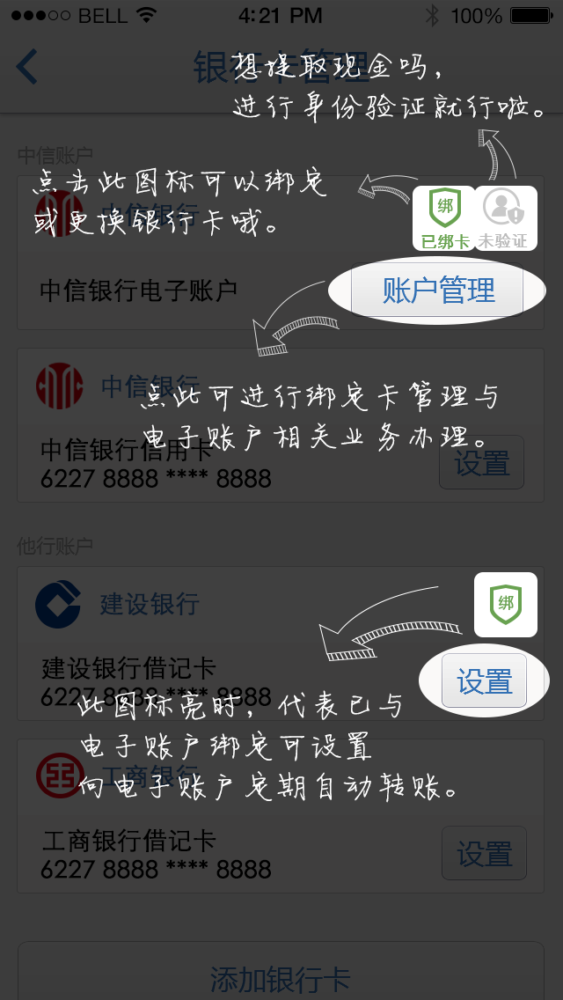 BELL 4:21 PM 100%
银行卡管理
想提取现金吗，
进行身份验证就行啦。
中信账户
点击此图标可以绑定
或更换银行卡哦。
中信银行
绑
已绑卡 未验证
中信银行电子账户
账户管理
中信银行
点此可进行绑定卡管理与
电子账户相关业务办理。
中信银行信用卡
6227 8888 **** 8888
设置
他行账户
建设银行
绑
建设银行借记卡
6227 8888 **** 8888
设置
此图标亮时，代表已与
电子账户绑定可设置
向电子账户定期自动转账。
工商银行
工商银行借记卡
6227 8888 **** 8888
设置
添加银行卡